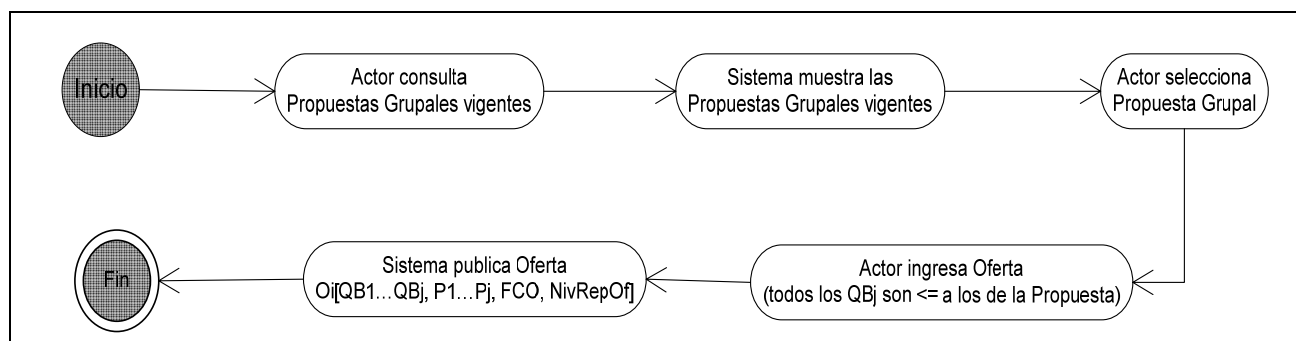 Inicio
Actor consulta
Propuestas Grupales vigentes
Sistema muestra las
Propuestas Grupales vigentes
Actor selecciona
Propuesta Grupal
Actor ingresa Oferta
(todos los QBj son <= a los de la Propuesta)
Sistema publica Oferta
Oi[QB1...QBj, P1...Pj, FCO, NivRepOf]
Fin